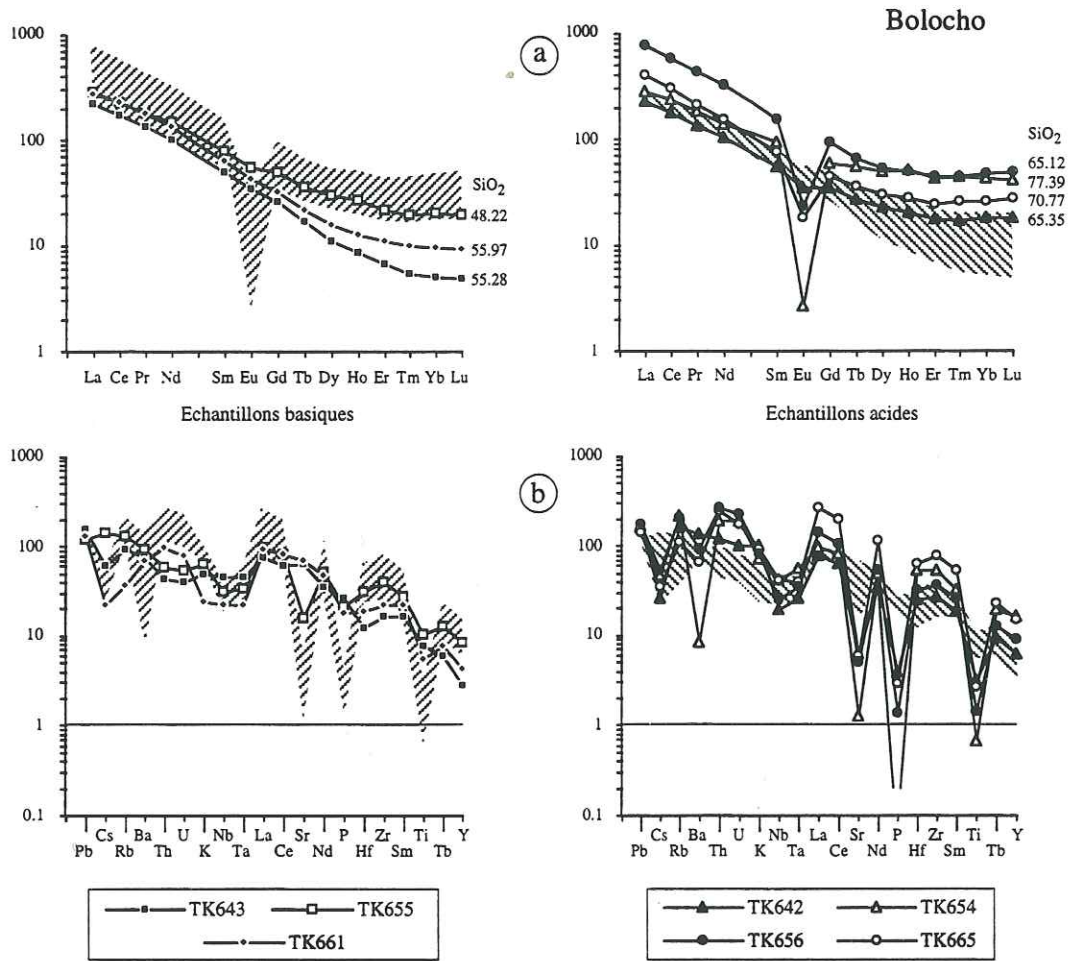 Bolocho
a
1000
100
10
1
SiO2
48.22
55.97
55.28
La Ce Pr Nd Sm Eu Gd Tb Dy Ho Er Tm Yb Lu
Echantillons basiques
1000
100
10
1
SiO2
65.12
77.39
70.77
65.35
La Ce Pr Nd Sm Eu Gd Tb Dy Ho Er Tm Yb Lu
Echantillons acides
b
1000
100
10
1
0.1
Cs Ba U Nb La Sr P Zr Ti Y
Pb Rb Th K Ta Ce Nd Hf Sm Tb
1000
100
10
1
0.1
Cs Ba U Nb La Sr P Zr Ti Y
Pb Rb Th K Ta Ce Nd Hf Sm Tb
TK643 TK655
TK661
TK642 TK654
TK656 TK665